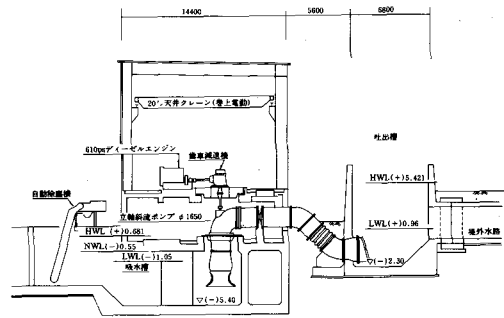 14400
5600
6800
20ᵗ天井クレーン(巻上電動)
610psディーゼルエンジン
歯車減速機
吐出槽
自動除塵機
HWL(+)5.421
立軸斜流ポンプ φ1650
HWL(+)0.681
LWL(+)0.96
NWL(-)0.55
堤外水路
LWL(-)1.05
吸水槽
▽(-)2.30
▽(-)5.40